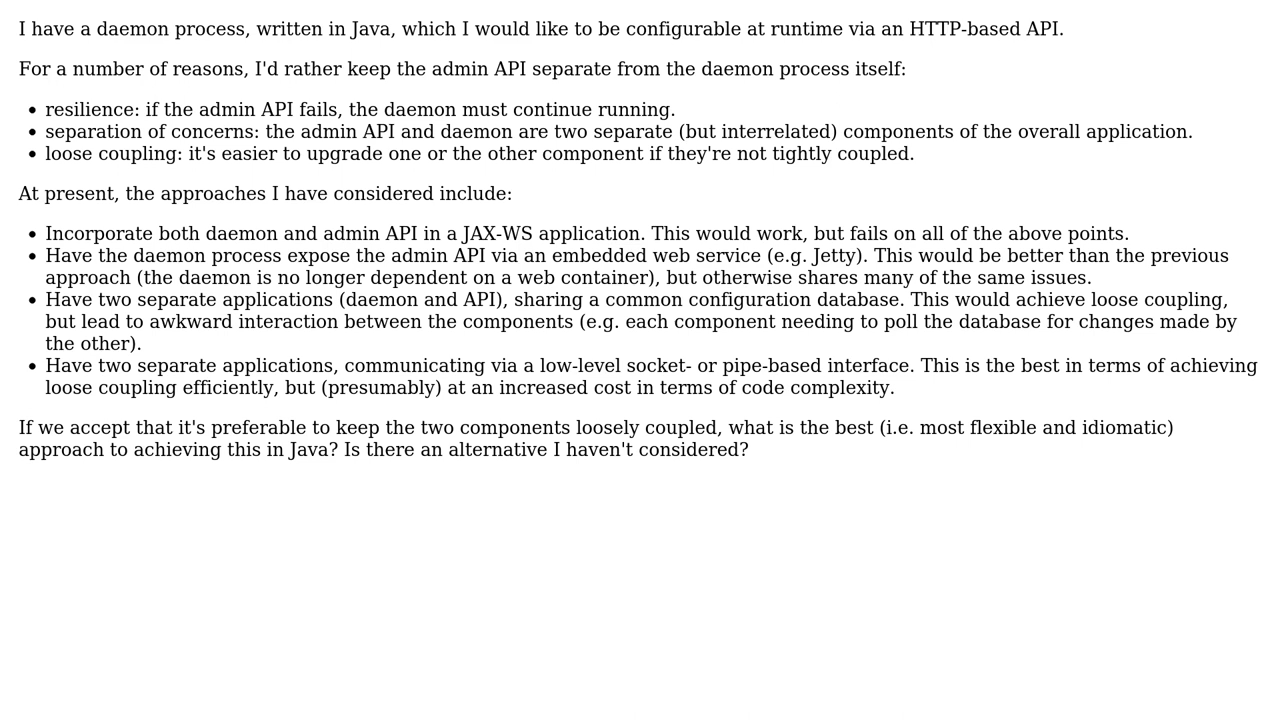 I have a daemon process, written in Java, which I would like to be configurable at runtime via an HTTP-based API.
For a number of reasons, I'd rather keep the admin API separate from the daemon process itself:
• resilience: if the admin API fails, the daemon must continue running.
• separation of concerns: the admin API and daemon are two separate (but interrelated) components of the overall application.
• loose coupling: it's easier to upgrade one or the other component if they're not tightly coupled.
At present, the approaches I have considered include:
• Incorporate both daemon and admin API in a JAX-WS application. This would work, but fails on all of the above points.
• Have the daemon process expose the admin API via an embedded web service (e.g. Jetty). This would be better than the previous
approach (the daemon is no longer dependent on a web container), but otherwise shares many of the same issues.
• Have two separate applications (daemon and API), sharing a common configuration database. This would achieve loose coupling,
but lead to awkward interaction between the components (e.g. each component needing to poll the database for changes made by
the other).
• Have two separate applications, communicating via a low-level socket- or pipe-based interface. This is the best in terms of achieving
loose coupling efficiently, but (presumably) at an increased cost in terms of code complexity.
If we accept that it's preferable to keep the two components loosely coupled, what is the best (i.e. most flexible and idiomatic)
approach to achieving this in Java? Is there an alternative I haven't considered?